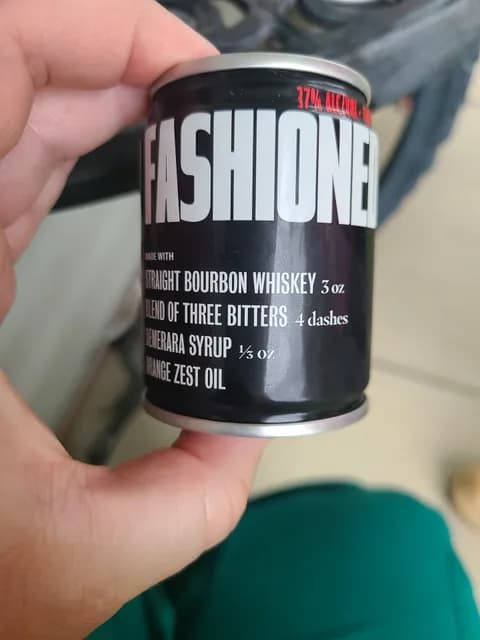 37% ALC/VOL
FASHIONED
MADE WITH
STRAIGHT BOURBON WHISKEY 3 oz
BLEND OF THREE BITTERS 4 dashes
DEMERARA SYRUP ⅓ oz
ORANGE ZEST OIL